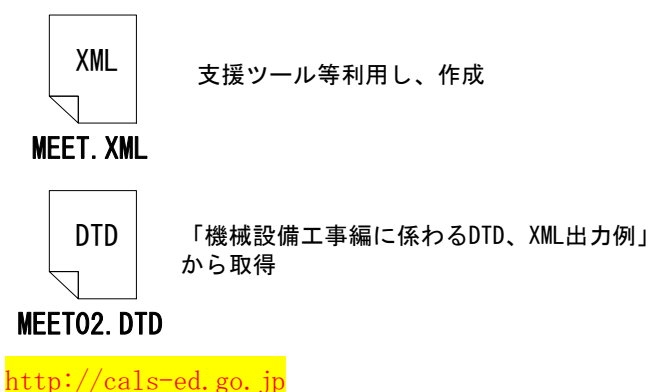 XML
支援ツール等利用し、作成
MEET.XML
DTD
「機械設備工事編に係わるDTD、XML出力例」
から取得
MEET02.DTD
http://cals-ed.go.jp